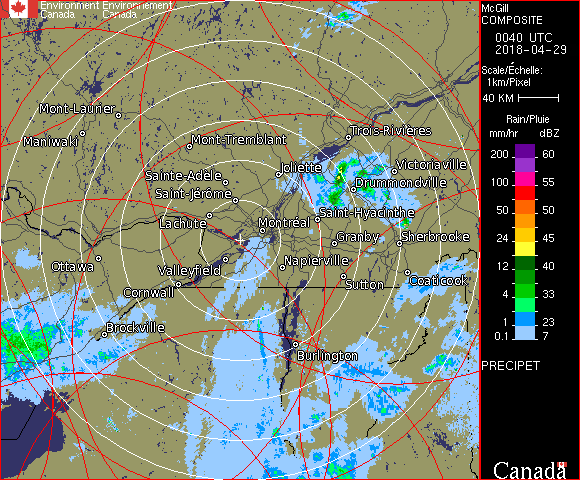 Environment Environnement
Canada Canada
McGill
COMPOSITE
0040 UTC
2018-04-29
Scale/Échelle:
1km/Pixel
40 KM
Rain/Pluie
mm/hr dBZ
200 60
100 55
50 50
24 45
12 40
4 33
1 23
0.1 7
PRECIPET
Canada
Mont-Laurier
Maniwaki
Mont-Tremblant
Trois-Rivières
Joliette
Victoriaville
Sainte-Adèle
Drummondville
Saint-Jérôme
Saint-Hyacinthe
Lachute
Montréal
Granby
Sherbrooke
Ottawa
Valleyfield
Napierville
Cornwall
Sutton
Coaticook
Brockville
Burlington